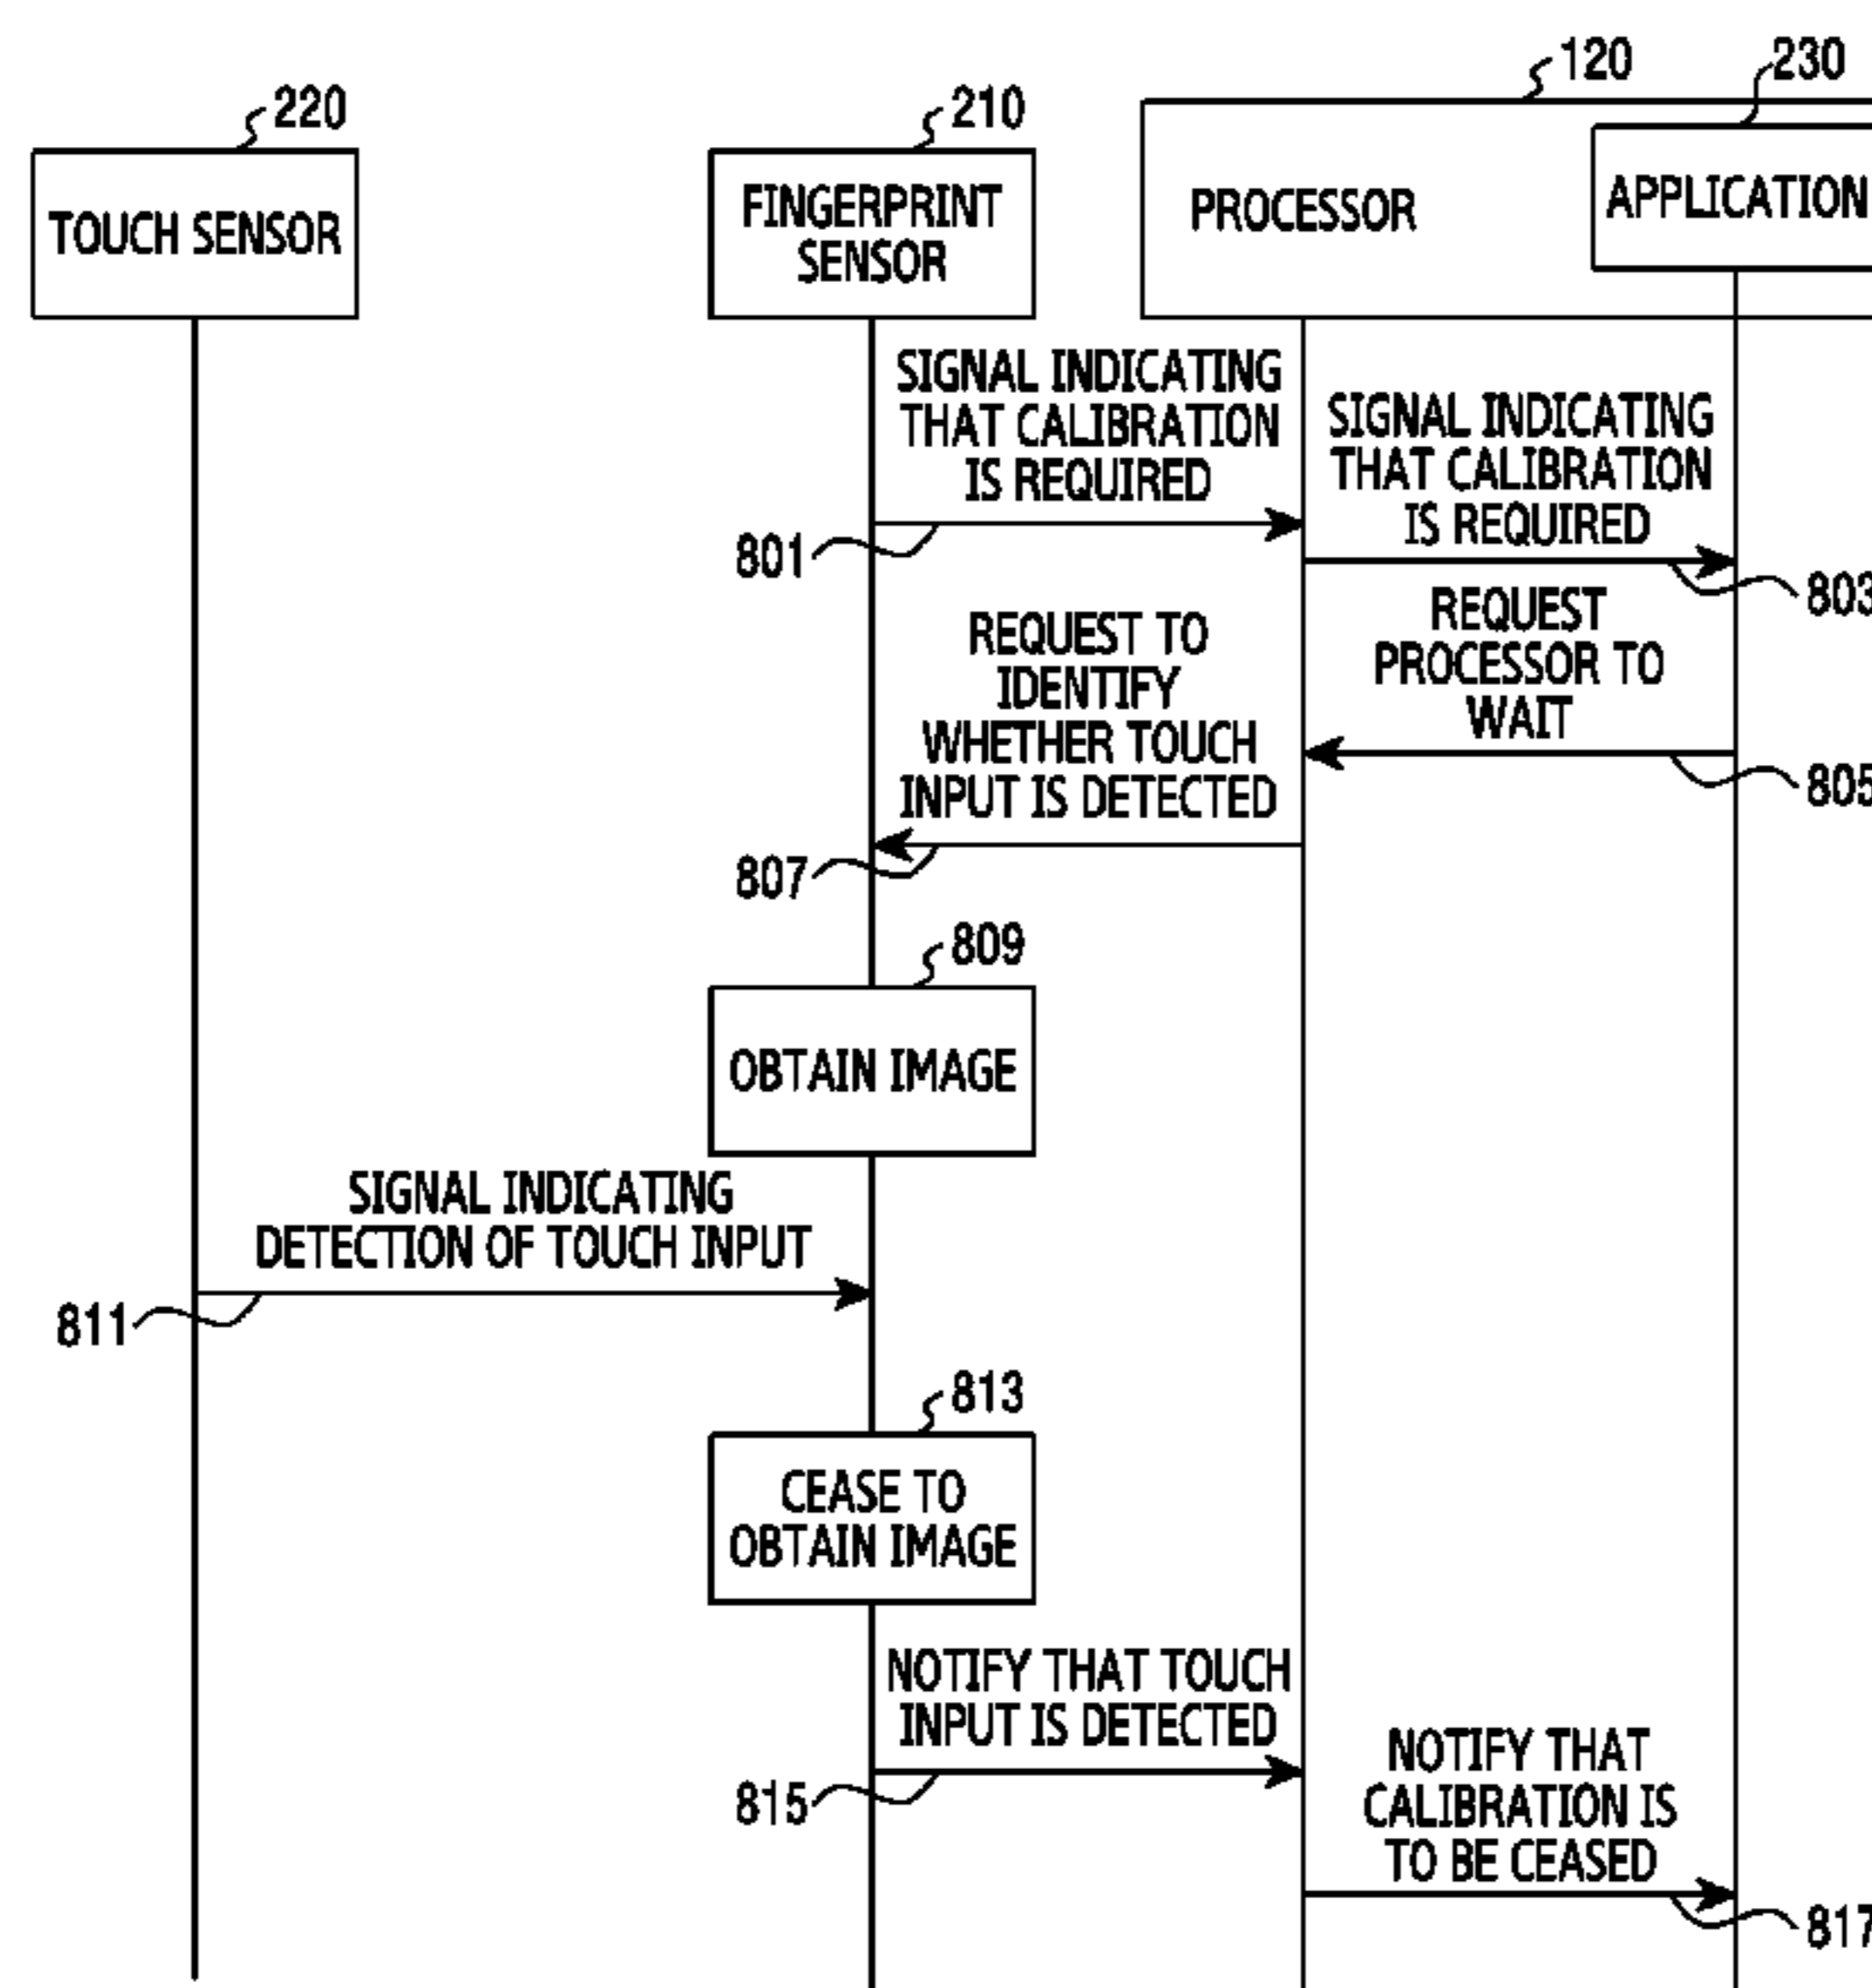 120
230
220
210
TOUCH SENSOR
FINGERPRINT
SENSOR
PROCESSOR
APPLICATION
SIGNAL INDICATING
THAT CALIBRATION
IS REQUIRED
801
SIGNAL INDICATING
THAT CALIBRATION
IS REQUIRED
803
REQUEST
PROCESSOR TO
WAIT
805
REQUEST TO
IDENTIFY
WHETHER TOUCH
INPUT IS DETECTED
807
809
OBTAIN IMAGE
SIGNAL INDICATING
DETECTION OF TOUCH INPUT
811
813
CEASE TO
OBTAIN IMAGE
NOTIFY THAT TOUCH
INPUT IS DETECTED
815
NOTIFY THAT
CALIBRATION IS
TO BE CEASED
817